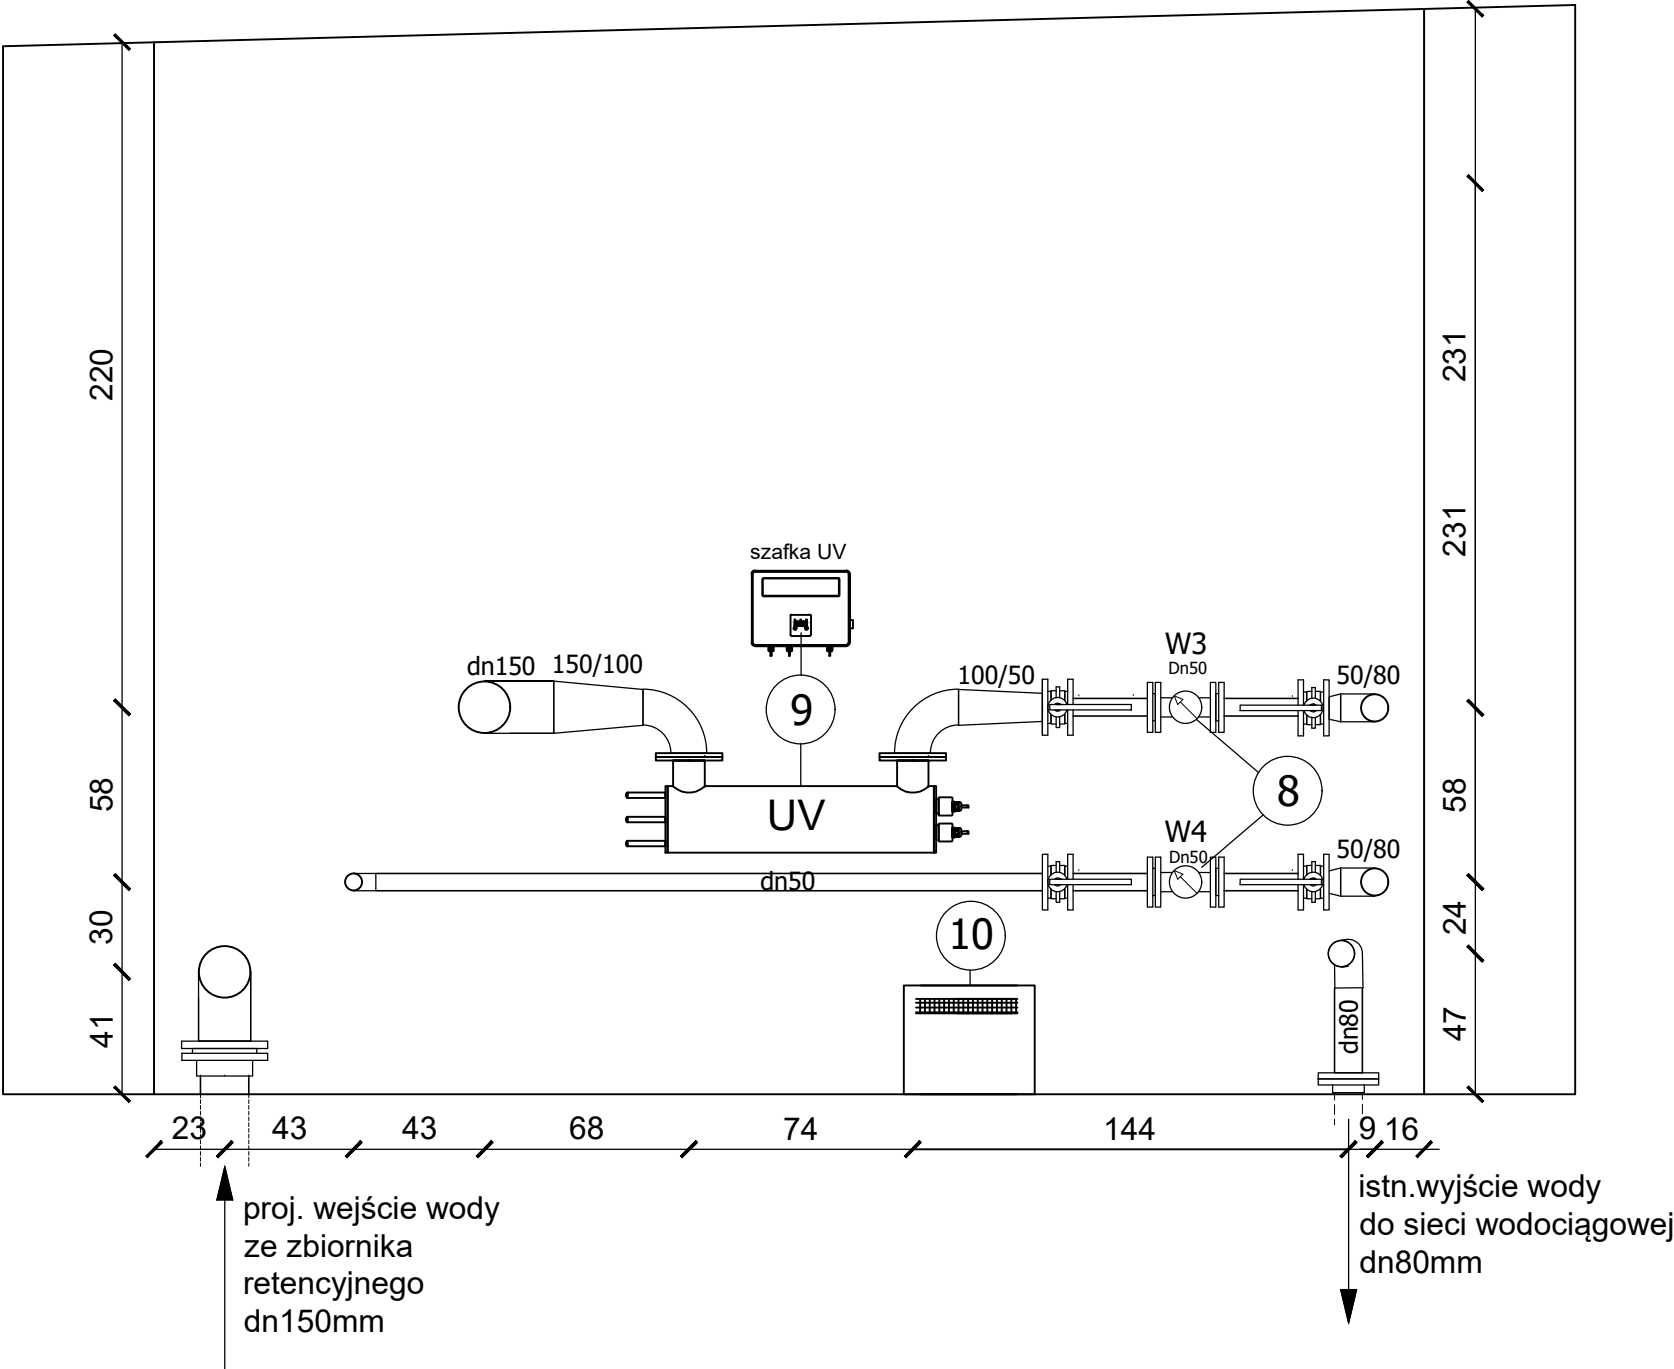 220
231
231
szafka UV
W3
Dn50
dn150
150/100
100/50
50/80
9
58
58
8
UV
W4
Dn50
50/80
dn50
30
24
10
41
47
dn80
23
43
43
68
74
144
9
16
proj. wejście wody
ze zbiornika
retencyjnego
dn150mm
istn.wyjście wody
do sieci wodociągowej
dn80mm